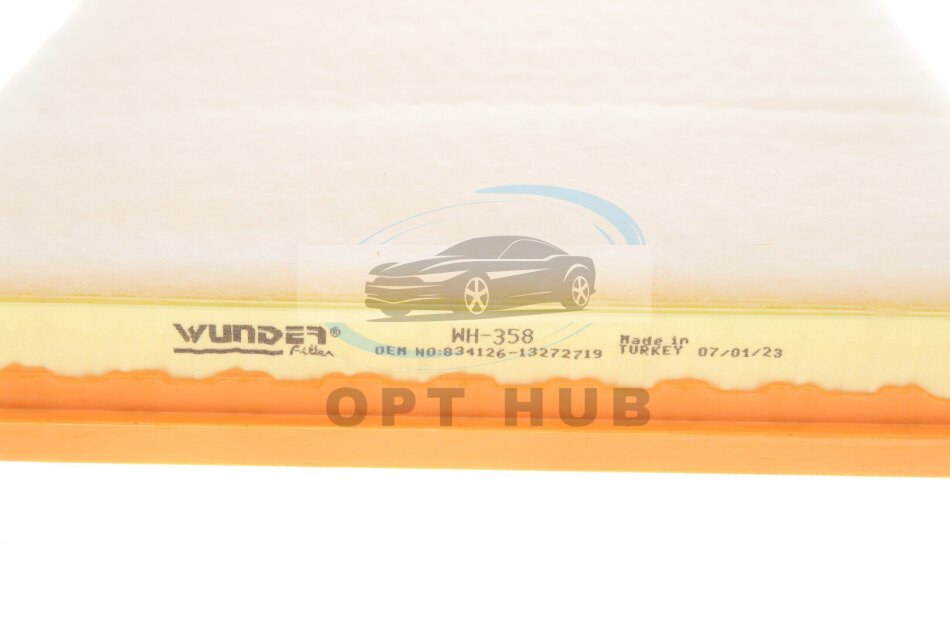 WUNDER®
Filter
WH-358
OEM NO:834126-13272719
Made in
TURKEY 07/01/23
OPT HUB